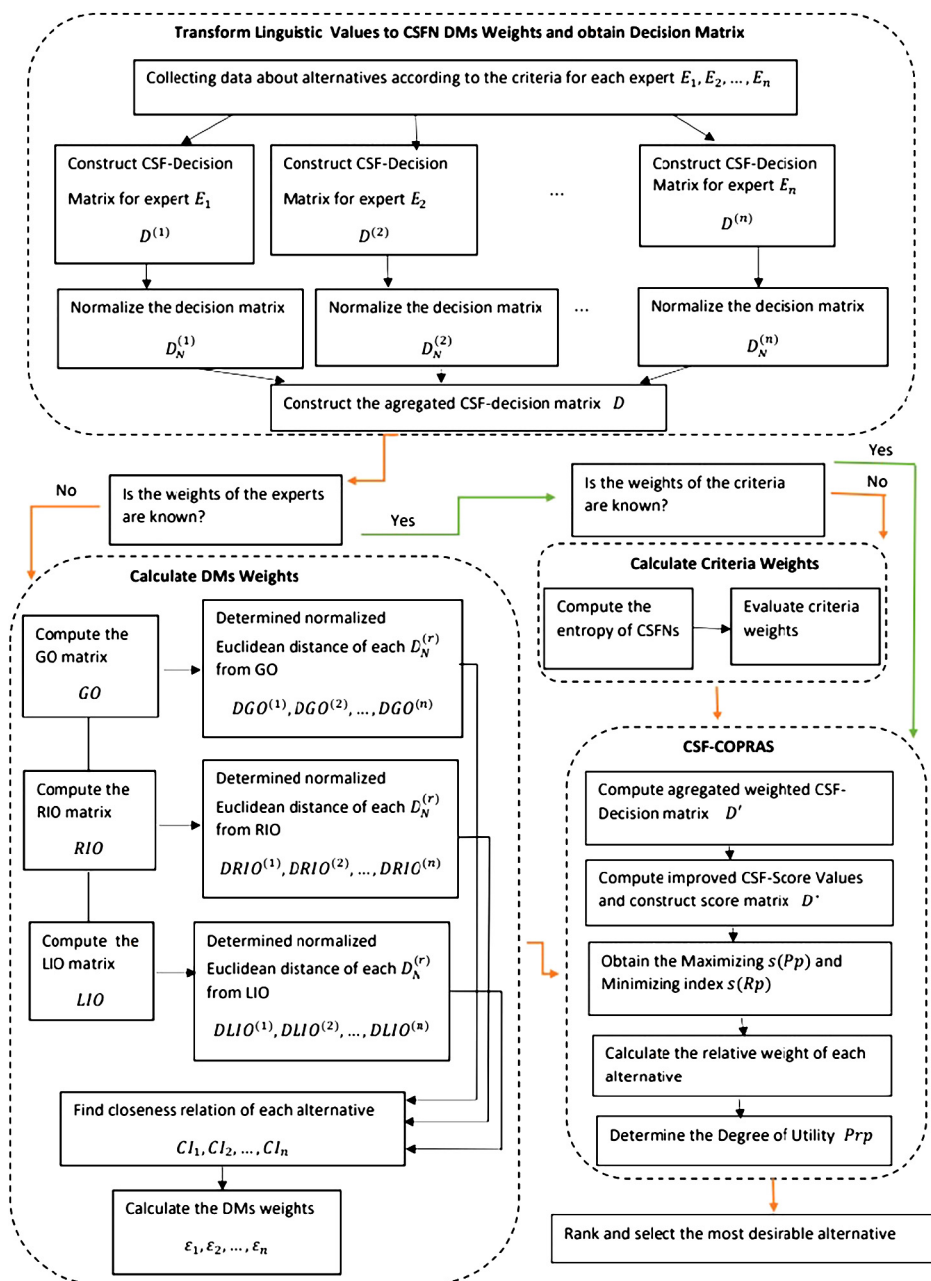 Transform Linguistic Values to CSFN DMs Weights and obtain Decision Matrix
Collecting data about alternatives according to the criteria for each expert E₁, E₂, …, Eₙ
Construct CSF-Decision
Matrix for expert E₁
D⁽¹⁾
Construct CSF-Decision
Matrix for expert E₂
D⁽²⁾
...
Construct CSF-Decision
Matrix for expert Eₙ
D⁽ⁿ⁾
Normalize the decision matrix
D_N⁽¹⁾
Normalize the decision matrix
D_N⁽²⁾
...
Normalize the decision matrix
D_N⁽ⁿ⁾
Construct the agregated CSF-decision matrix D
No
Is the weights of the experts
are known?
Yes
Is the weights of the criteria
are known?
Yes
No
Calculate DMs Weights
Compute the
GO matrix
GO
Determined normalized
Euclidean distance of each D_N⁽ʳ⁾
from GO
DGO⁽¹⁾, DGO⁽²⁾, …, DGO⁽ⁿ⁾
Compute the
RIO matrix
RIO
Determined normalized
Euclidean distance of each D_N⁽ʳ⁾
from RIO
DRIO⁽¹⁾, DRIO⁽²⁾, …, DRIO⁽ⁿ⁾
Compute the
LIO matrix
LIO
Determined normalized
Euclidean distance of each D_N⁽ʳ⁾
from LIO
DLIO⁽¹⁾, DLIO⁽²⁾, …, DLIO⁽ⁿ⁾
Find closeness relation of each alternative
CI₁, CI₂, …, CIₙ
Calculate the DMs weights
ε₁, ε₂, …, εₙ
Calculate Criteria Weights
Compute the
entropy of CSFNs
Evaluate criteria
weights
CSF-COPRAS
Compute agregated weighted CSF-
Decision matrix D′
Compute improved CSF-Score Values
and construct score matrix D˙
Obtain the Maximizing s(Pp) and
Minimizing index s(Rp)
Calculate the relative weight of each
alternative
Determine the Degree of Utility Prp
Rank and select the most desirable alternative